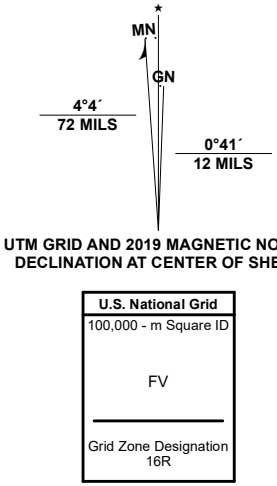 ★
MN
GN
4°4´
72 MILS
0°41´
12 MILS
UTM GRID AND 2019 MAGNETIC NO
DECLINATION AT CENTER OF SHE
U.S. National Grid
100,000 - m Square ID
FV
Grid Zone Designation
16R